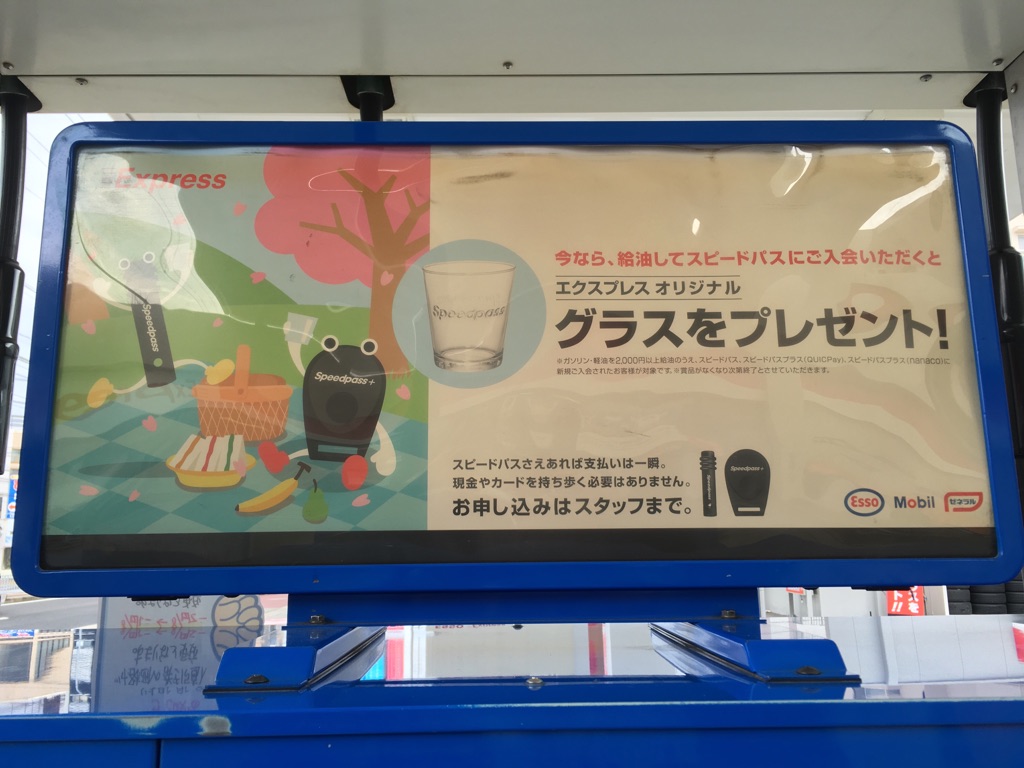 Express
今なら、給油してスピードパスにご入会いただくと
エクスプレス オリジナル
グラスをプレゼント!
※ガソリン・軽油を2,000円以上給油のうえ、スピードパス、スピードパスプラス(QUICPay)、スピードパスプラス(nanaco)に
新規ご入会されたお客様が対象です。※賞品がなくなり次第終了とさせていただきます。
Speedpass
Speedpass
Speedpass+
スピードパスさえあれば支払いは一瞬。
現金やカードを持ち歩く必要はありません。
お申し込みはスタッフまで。
Speedpass
Speedpass+
Esso
Mobil
ゼネラル